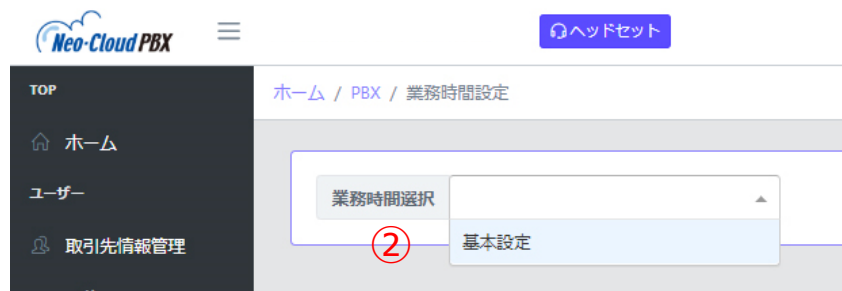 Neo-Cloud PBX
ヘッドセット
TOP
ホーム / PBX / 業務時間設定
ホーム
ユーザー
業務時間選択
②
基本設定
取引先情報管理